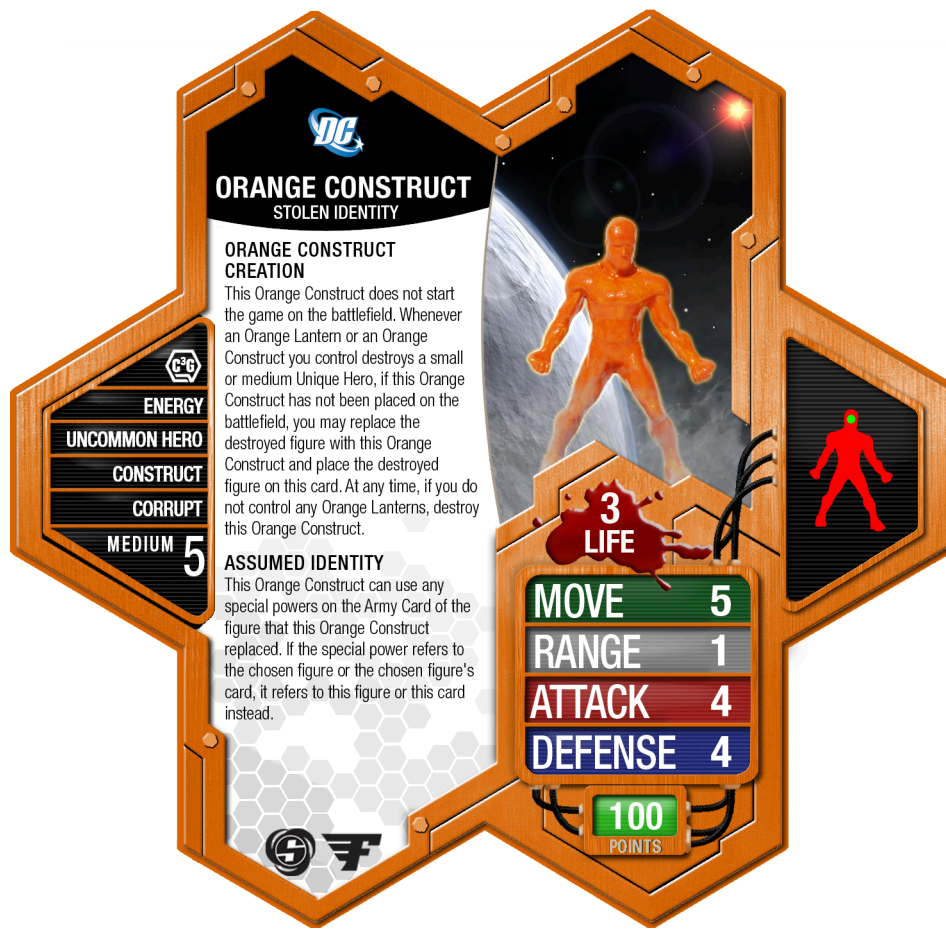 DC
ORANGE CONSTRUCT
STOLEN IDENTITY
ORANGE CONSTRUCT
CREATION
This Orange Construct does not start
the game on the battlefield. Whenever
an Orange Lantern or an Orange
Construct you control destroys a small
or medium Unique Hero, if this Orange
Construct has not been placed on the
battlefield, you may replace the
destroyed figure with this Orange
Construct and place the destroyed
figure on this card. At any time, if you do
not control any Orange Lanterns, destroy
this Orange Construct.
ASSUMED IDENTITY
This Orange Construct can use any
special powers on the Army Card of the
figure that this Orange Construct
replaced. If the special power refers to
the chosen figure or the chosen figure's
card, it refers to this figure or this card
instead.
C3G
ENERGY
UNCOMMON HERO
CONSTRUCT
CORRUPT
MEDIUM 5
3
LIFE
MOVE 5
RANGE 1
ATTACK 4
DEFENSE 4
100
POINTS
S F